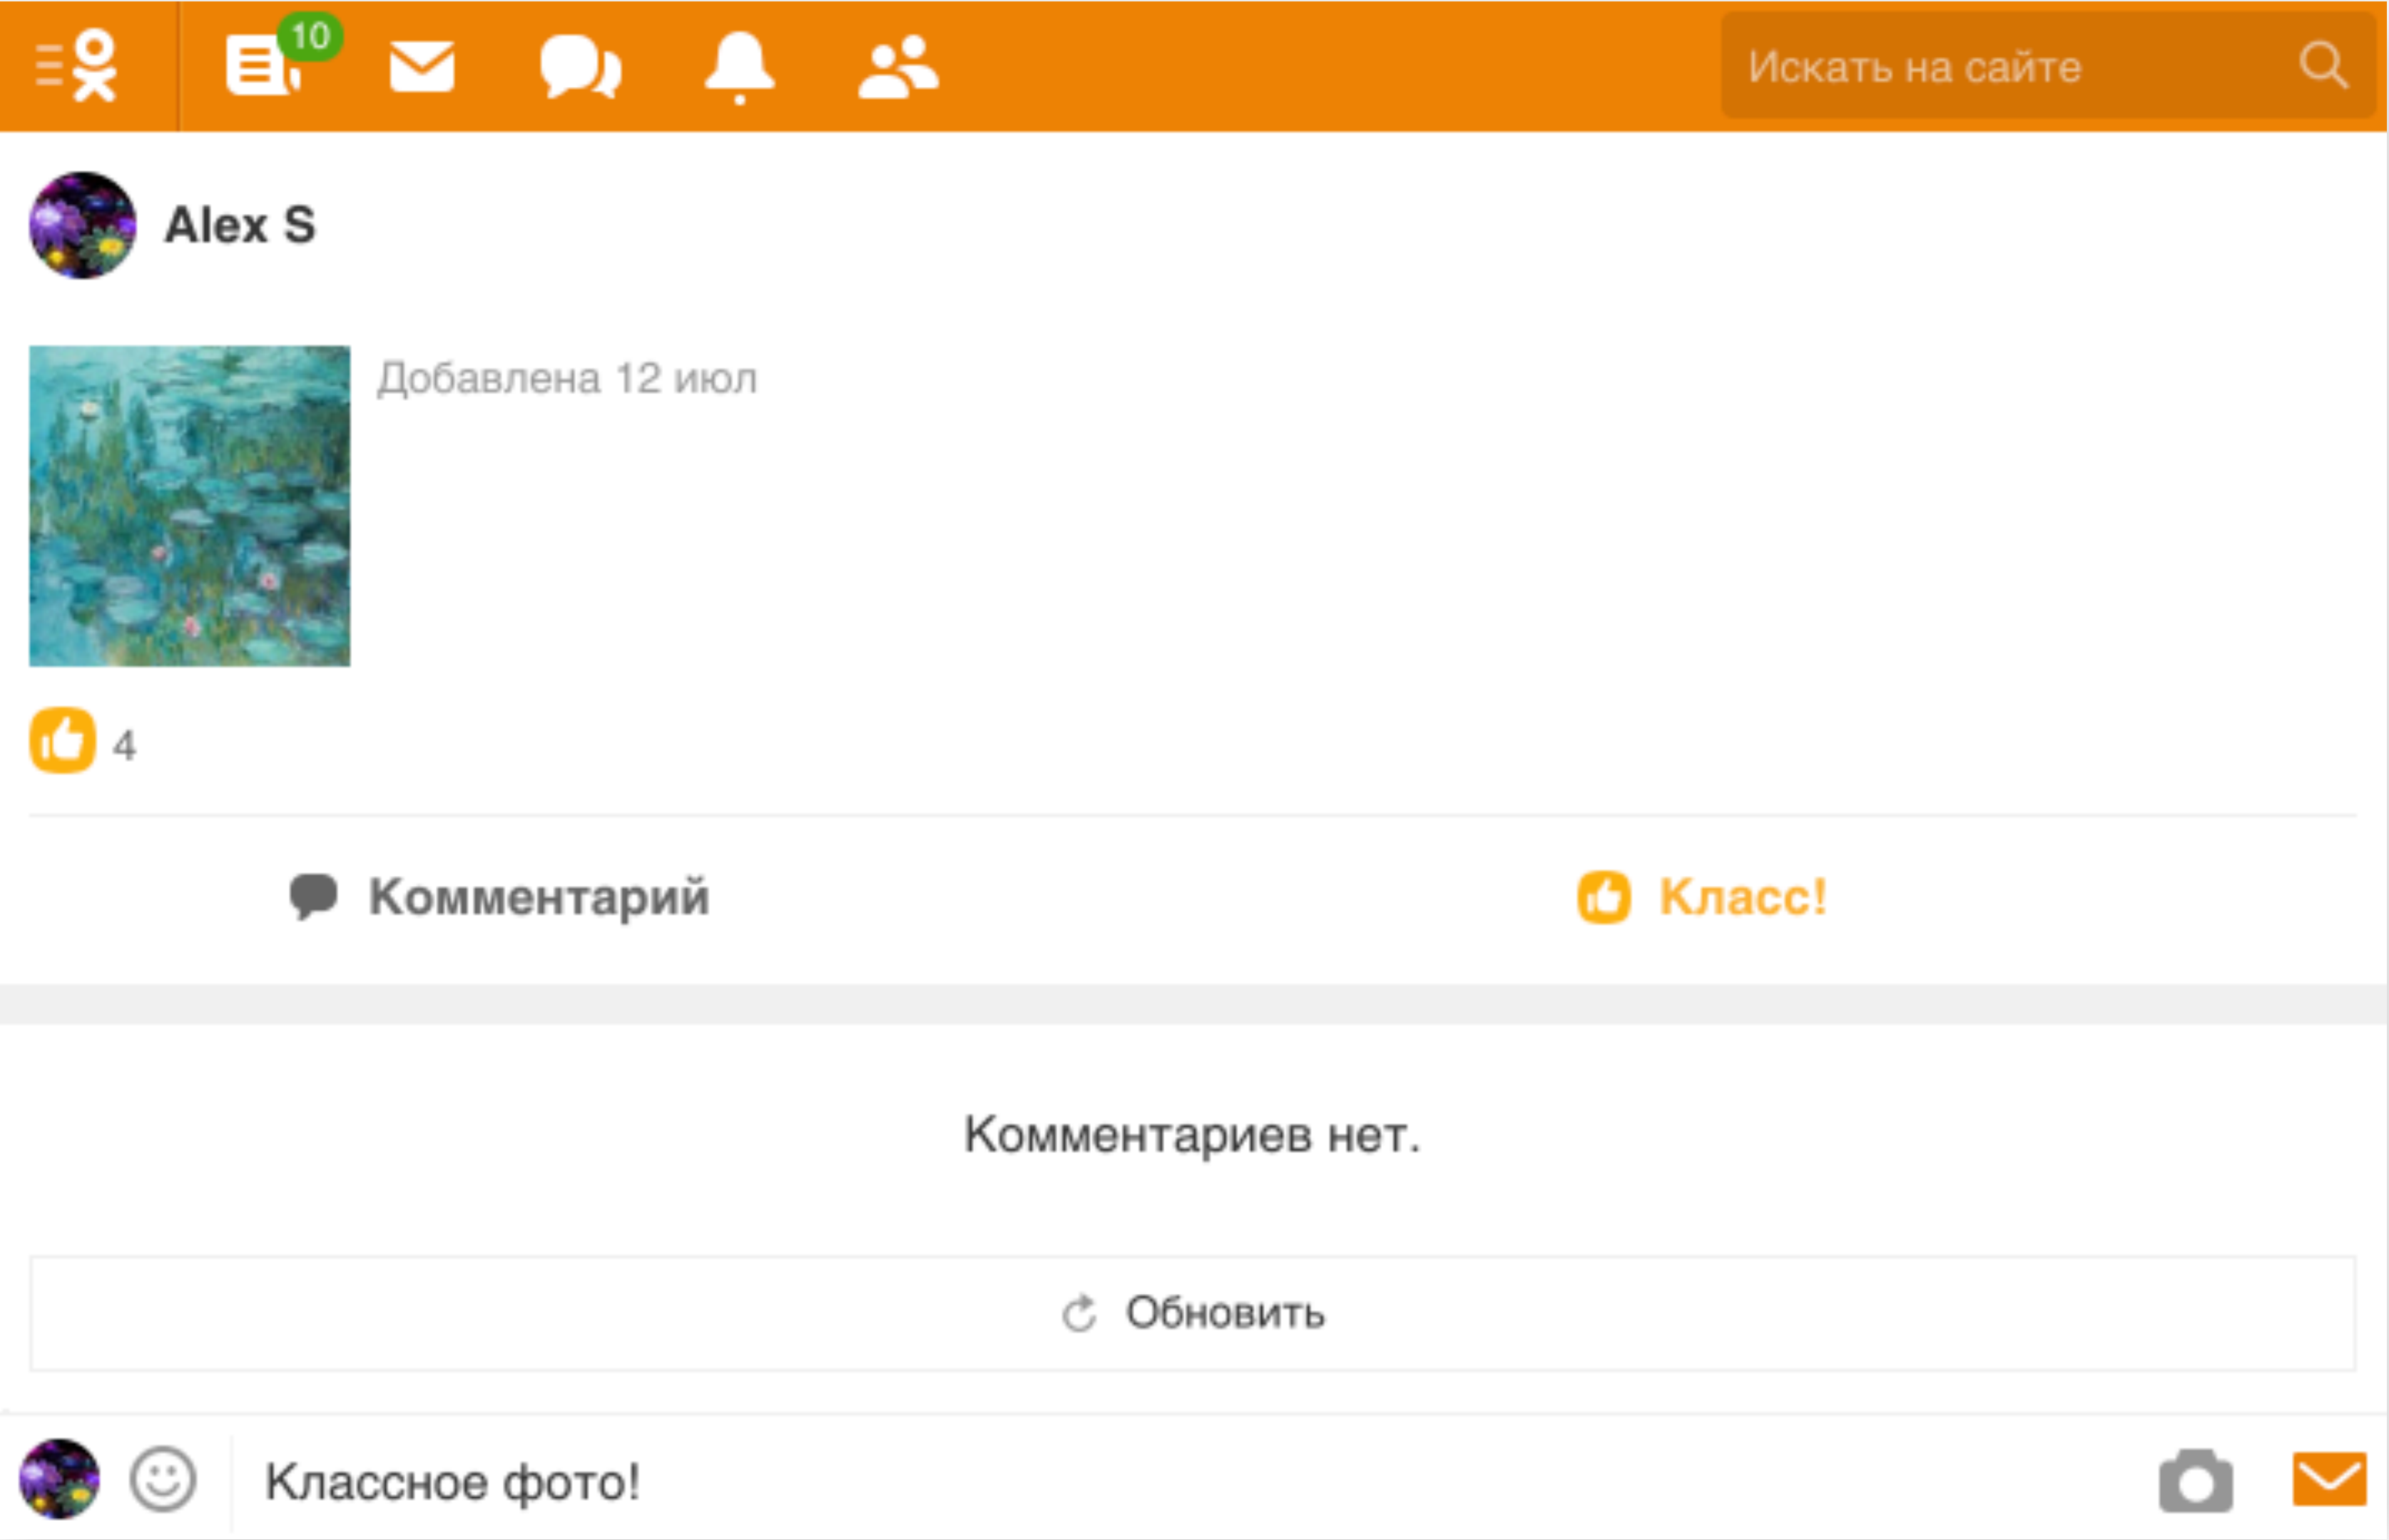 10
Искать на сайте
Alex S
Добавлена 12 июл
4
Комментарий
Класс!
Комментариев нет.
Обновить
Классное фото!